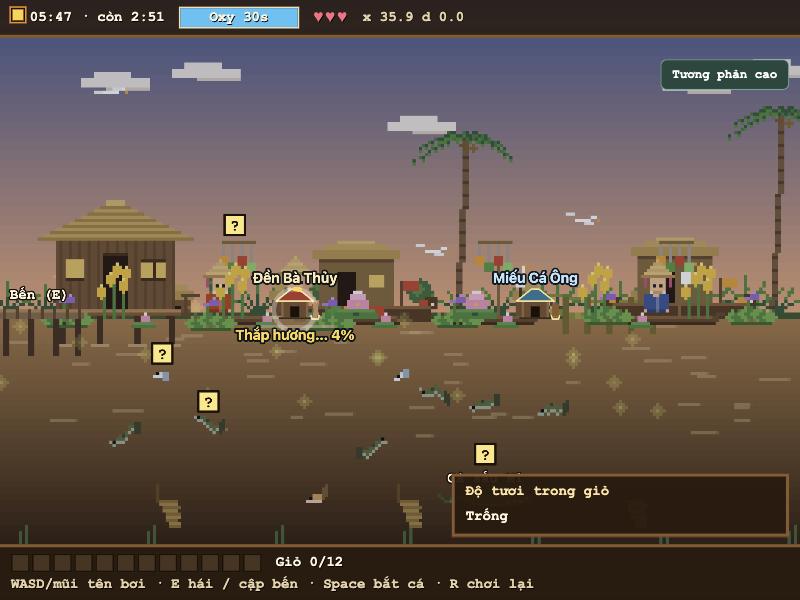 05:47 · còn 2:51
Oxy 30s
♥♥♥ x 35.9 d 0.0
Tương phản cao
?
Đền Bà Thủy
Miếu Cá Ông
Bến (E)
Thắp hương... 4%
?
?
?
Độ tươi trong giỏ
Trống
Giỏ 0/12
WASD/mũi tên bơi · E hái / cập bến · Space bắt cá · R chơi lại